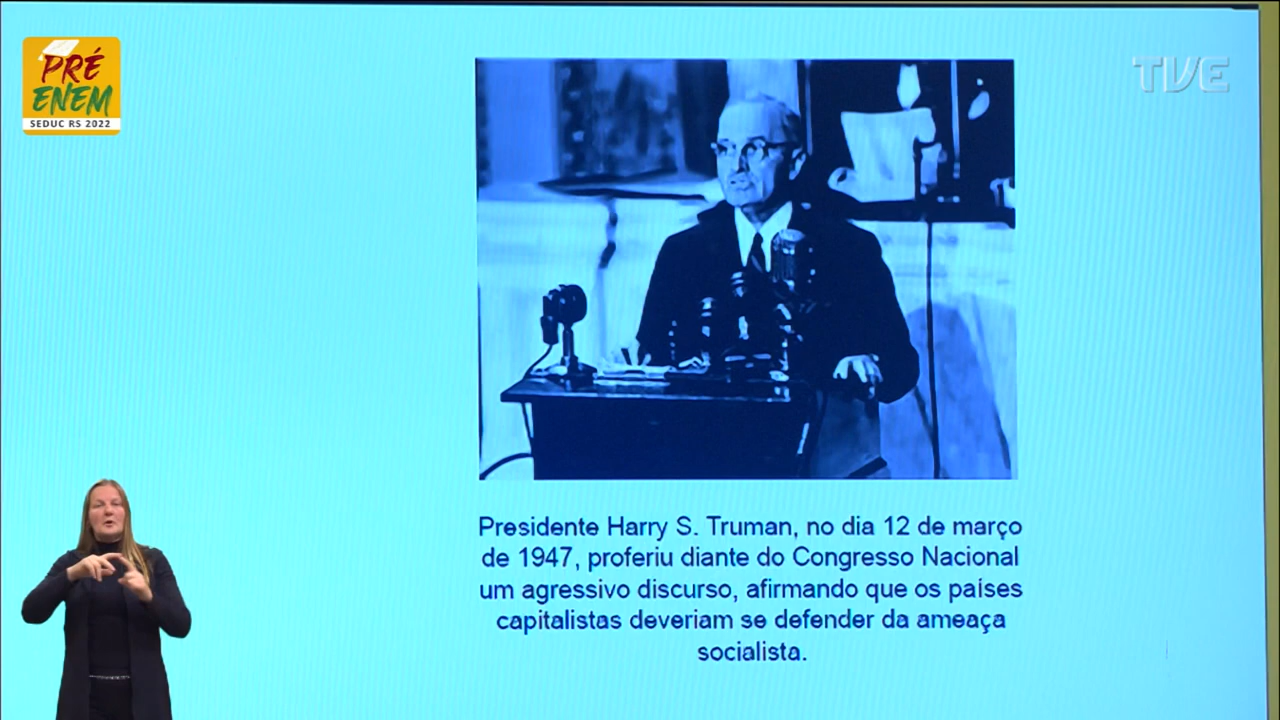 PRÉ
ENEM
SEDUC RS 2022
TVE
Presidente Harry S. Truman, no dia 12 de março
de 1947, proferiu diante do Congresso Nacional
um agressivo discurso, afirmando que os países
capitalistas deveriam se defender da ameaça
socialista.